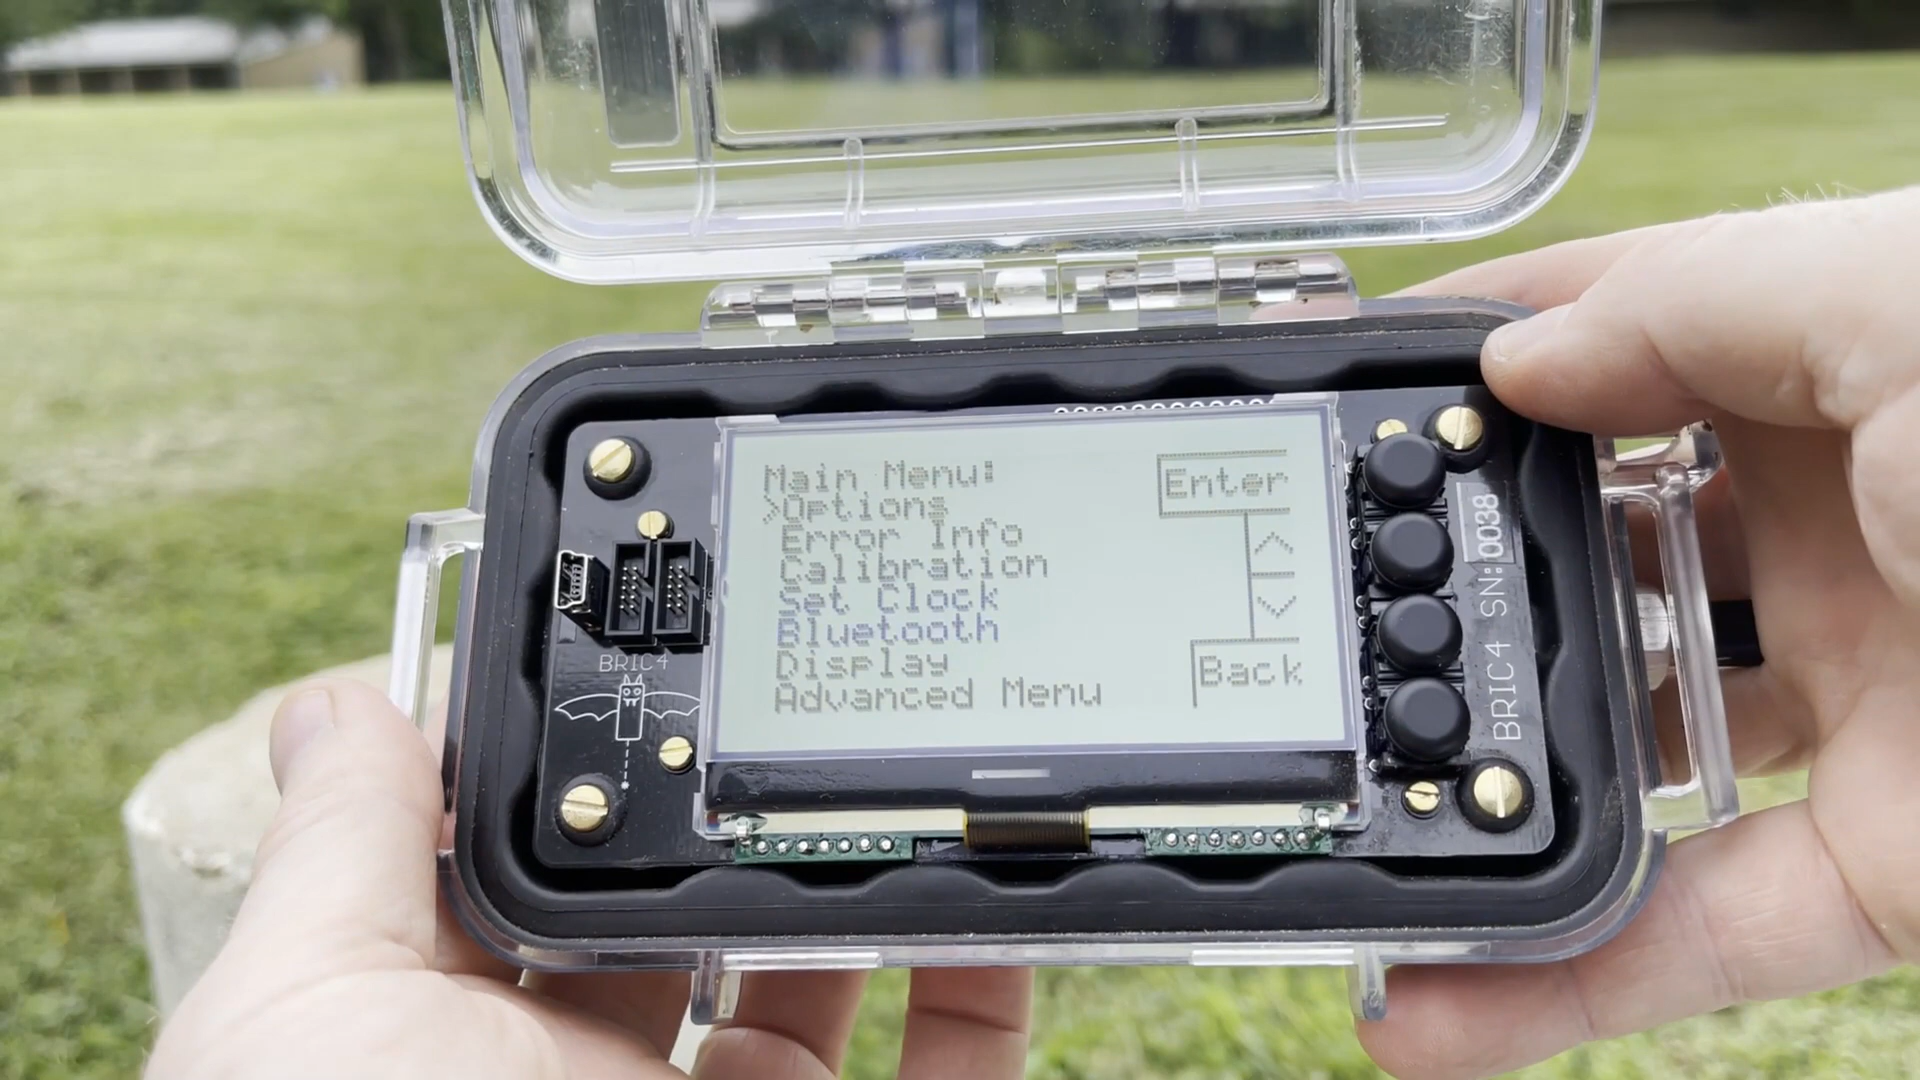 Main Menu:
>Options
Error Info
Calibration
Set Clock
Bluetooth
Display
Advanced Menu
Enter
Back
BRIC4
BRIC4 SN:0038